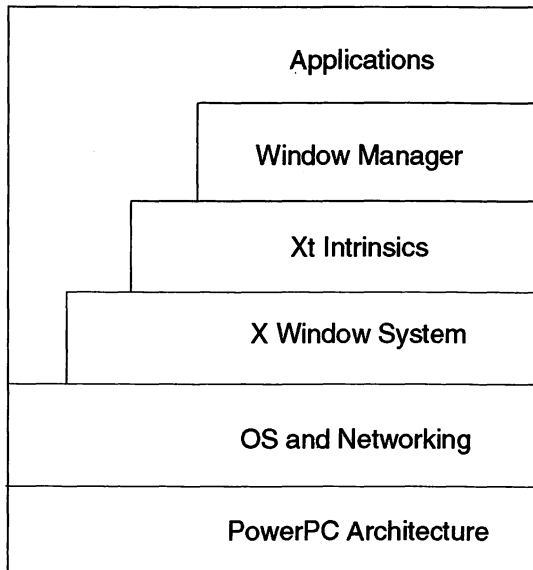 Applications
Window Manager
Xt Intrinsics
X Window System
OS and Networking
PowerPC Architecture